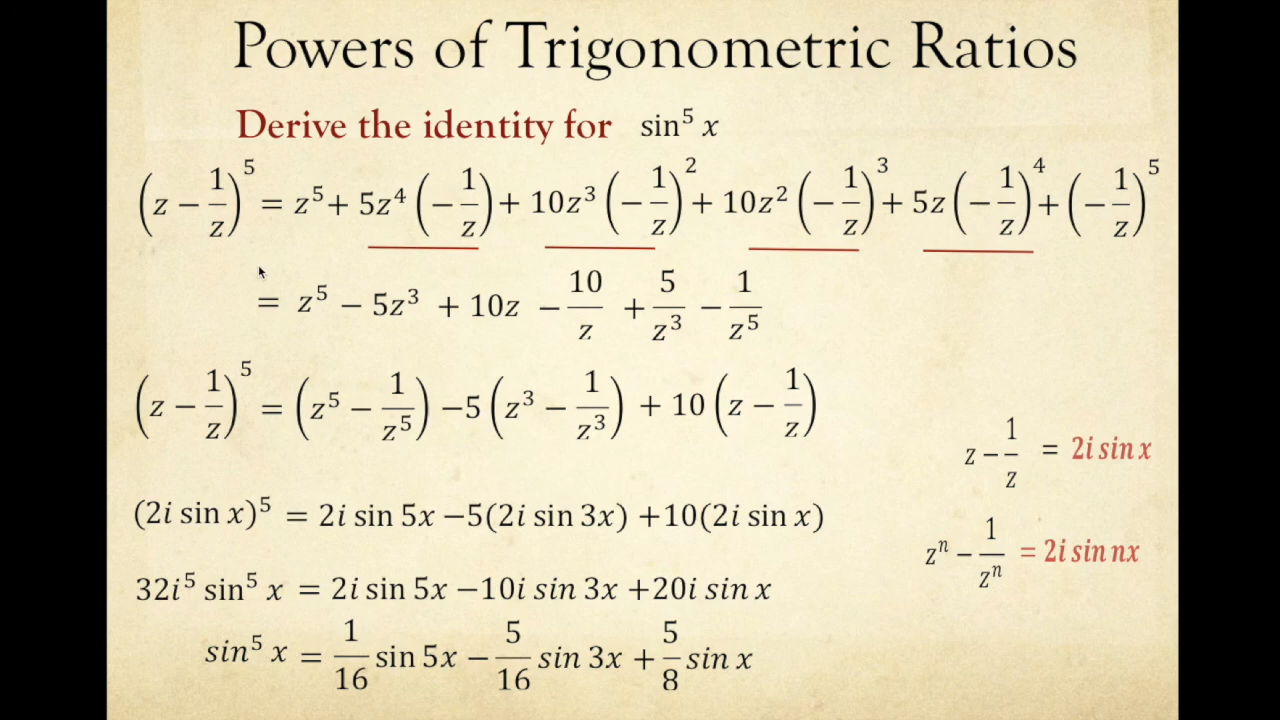 Powers of Trigonometric Ratios
Derive the identity for sin⁵ x
(z − 1/z)⁵ = z⁵ + 5z⁴ (−1/z) + 10z³ (−1/z)² + 10z² (−1/z)³ + 5z (−1/z)⁴ + (−1/z)⁵
= z⁵ − 5z³ + 10z − 10/z + 5/z³ − 1/z⁵
(z − 1/z)⁵ = (z⁵ − 1/z⁵) −5 (z³ − 1/z³) + 10 (z − 1/z)
z − 1/z = 2i sin x
(2i sin x)⁵ = 2i sin 5x −5(2i sin 3x) +10(2i sin x)
zⁿ − 1/zⁿ = 2i sin nx
32i⁵ sin⁵ x = 2i sin 5x −10i sin 3x +20i sin x
sin⁵ x = 1/16 sin 5x − 5/16 sin 3x + 5/8 sin x